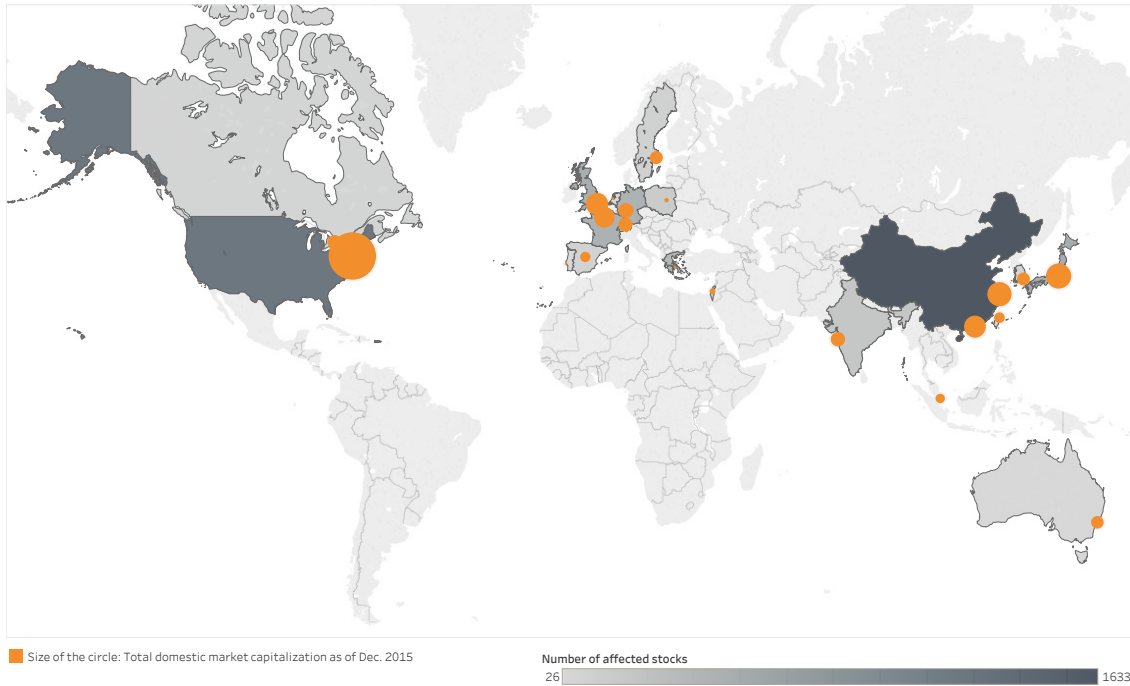 Size of the circle: Total domestic market capitalization as of Dec. 2015
Number of affected stocks
26 1633